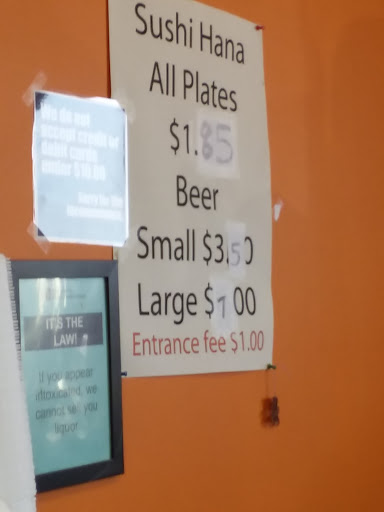 Sushi Hana
All Plates
$1.85
Beer
Small $3.50
Large $7.00
Entrance fee $1.00
We do not
accept credit or
debit cards
under $10.00
Sorry for the
inconvenience
IT'S THE
LAW!
If you appear
intoxicated, we
cannot sell you
liquor